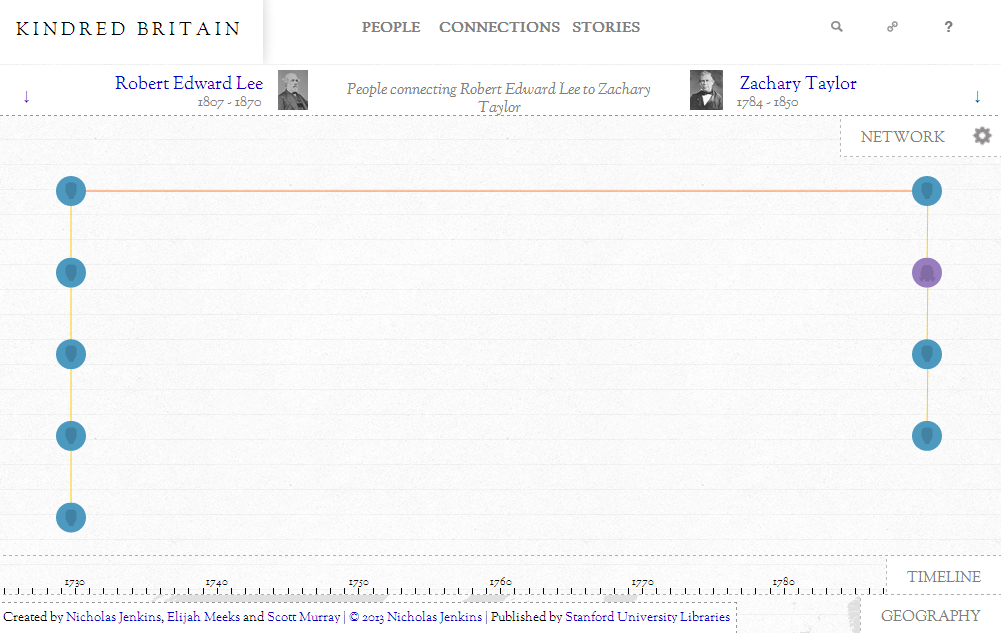 KINDRED BRITAIN
PEOPLE CONNECTIONS STORIES
?
↓ Robert Edward Lee
1807 - 1870
People connecting Robert Edward Lee to Zachary
Taylor
Zachary Taylor
1784 - 1850 ↓
NETWORK
1730 1740 1750 1760 1770 1780
TIMELINE
Created by Nicholas Jenkins, Elijah Meeks and Scott Murray | © 2013 Nicholas Jenkins | Published by Stanford University Libraries
GEOGRAPHY